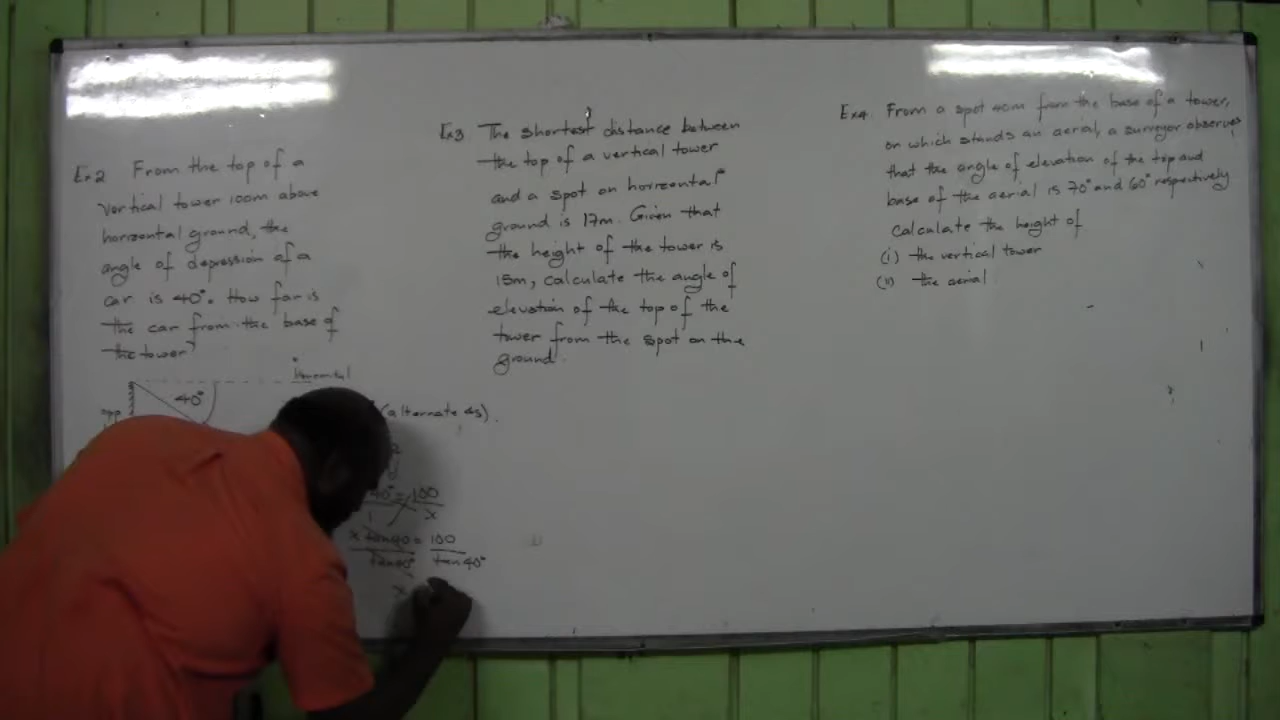 Ex 2 From the top of a
vertical tower 100m above
horizontal ground, the
angle of depression of a
car is 40°. How far is
the car from the base of
the tower?
Horizontal
40°
opp
(alternate ∠s).
40° = 100
1 x
x tan40 = 100
tan40° tan40°
x
Ex3 The shortest distance between
the top of a vertical tower
and a spot on horizontal
ground is 17m. Given that
the height of the tower is
15m, calculate the angle of
elevation of the top of the
tower from the spot on the
ground.
Ex4. From a spot 40m from the base of a tower,
on which stands an aerial, a surveyor observes
that the angle of elevation of the top and
base of the aerial is 70° and 60° respectively
Calculate the height of
(i) the vertical tower
(ii) the aerial.